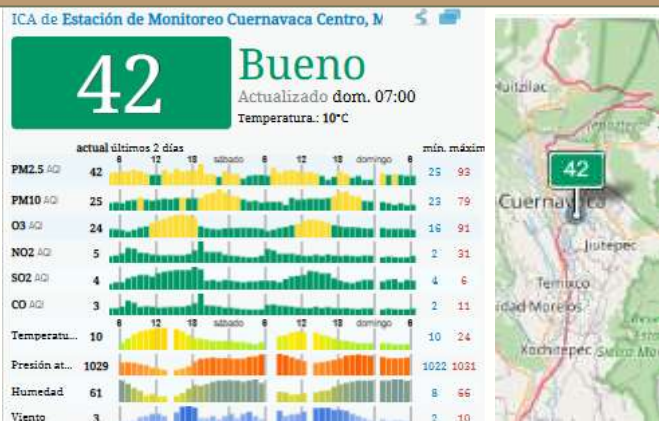 ICA de Estación de Monitoreo Cuernavaca Centro, M
42
Bueno
Actualizado dom. 07:00
Temperatura.: 10°C
actual últimos 2 días mín. máxim
6 12 18 sábado 6 12 18 domingo 6
PM2.5 AQI 42 25 93
PM10 AQI 25 23 79
O3 AQI 24 16 91
NO2 AQI 5 2 31
SO2 AQI 4 4 6
CO AQI 3 2 11
6 12 18 sábado 6 12 18 domingo 6
Temperatu... 10 10 24
Presión at... 1029 1022 1031
Humedad 61 8 66
Viento 3 2 10
Huitzilac
42
Cuernavaca
Jiutepec
Temixco
idad Morelos
Xochitepec